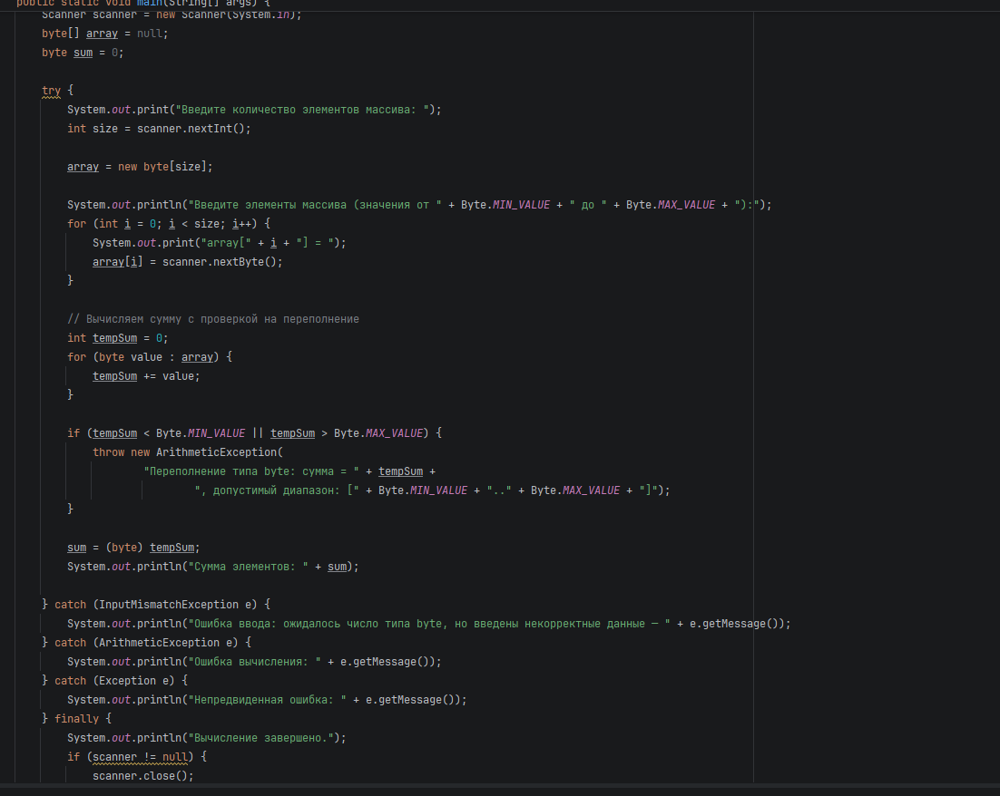 public static void main(String[] args) {
    Scanner scanner = new Scanner(System.in);
    byte[] array = null;
    byte sum = 0;

    try {
        System.out.print("Введите количество элементов массива: ");
        int size = scanner.nextInt();

        array = new byte[size];

        System.out.println("Введите элементы массива (значения от " + Byte.MIN_VALUE + " до " + Byte.MAX_VALUE + "):");
        for (int i = 0; i < size; i++) {
            System.out.print("array[" + i + "] = ");
            array[i] = scanner.nextByte();
        }

        // Вычисляем сумму с проверкой на переполнение
        int tempSum = 0;
        for (byte value : array) {
            tempSum += value;
        }

        if (tempSum < Byte.MIN_VALUE || tempSum > Byte.MAX_VALUE) {
            throw new ArithmeticException(
                    "Переполнение типа byte: сумма = " + tempSum +
                            ", допустимый диапазон: [" + Byte.MIN_VALUE + ".." + Byte.MAX_VALUE + "]");
        }

        sum = (byte) tempSum;
        System.out.println("Сумма элементов: " + sum);

    } catch (InputMismatchException e) {
        System.out.println("Ошибка ввода: ожидалось число типа byte, но введены некорректные данные — " + e.getMessage());
    } catch (ArithmeticException e) {
        System.out.println("Ошибка вычисления: " + e.getMessage());
    } catch (Exception e) {
        System.out.println("Непредвиденная ошибка: " + e.getMessage());
    } finally {
        System.out.println("Вычисление завершено.");
        if (scanner != null) {
            scanner.close();